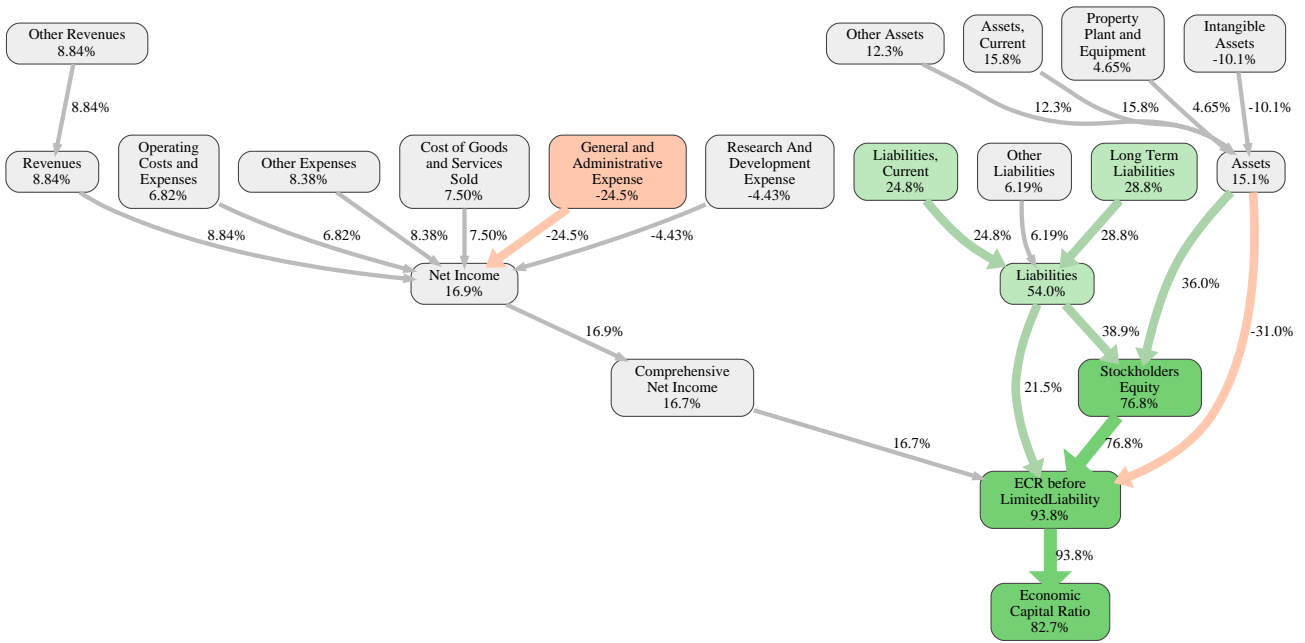 Other Revenues
8.84%
Other Assets
12.3%
Assets,
Current
15.8%
Property
Plant and
Equipment
4.65%
Intangible
Assets
-10.1%
8.84%
12.3%
15.8%
4.65%
-10.1%
Revenues
8.84%
Operating
Costs and
Expenses
6.82%
Other Expenses
8.38%
Cost of Goods
and Services
Sold
7.50%
General and
Administrative
Expense
-24.5%
Research And
Development
Expense
-4.43%
Liabilities,
Current
24.8%
Other
Liabilities
6.19%
Long Term
Liabilities
28.8%
Assets
15.1%
8.84%
6.82%
8.38%
7.50%
-24.5%
-4.43%
24.8%
6.19%
28.8%
Net Income
16.9%
Liabilities
54.0%
36.0%
16.9%
38.9%
-31.0%
Comprehensive
Net Income
16.7%
21.5%
Stockholders
Equity
76.8%
16.7%
76.8%
ECR before
LimitedLiability
93.8%
93.8%
Economic
Capital Ratio
82.7%